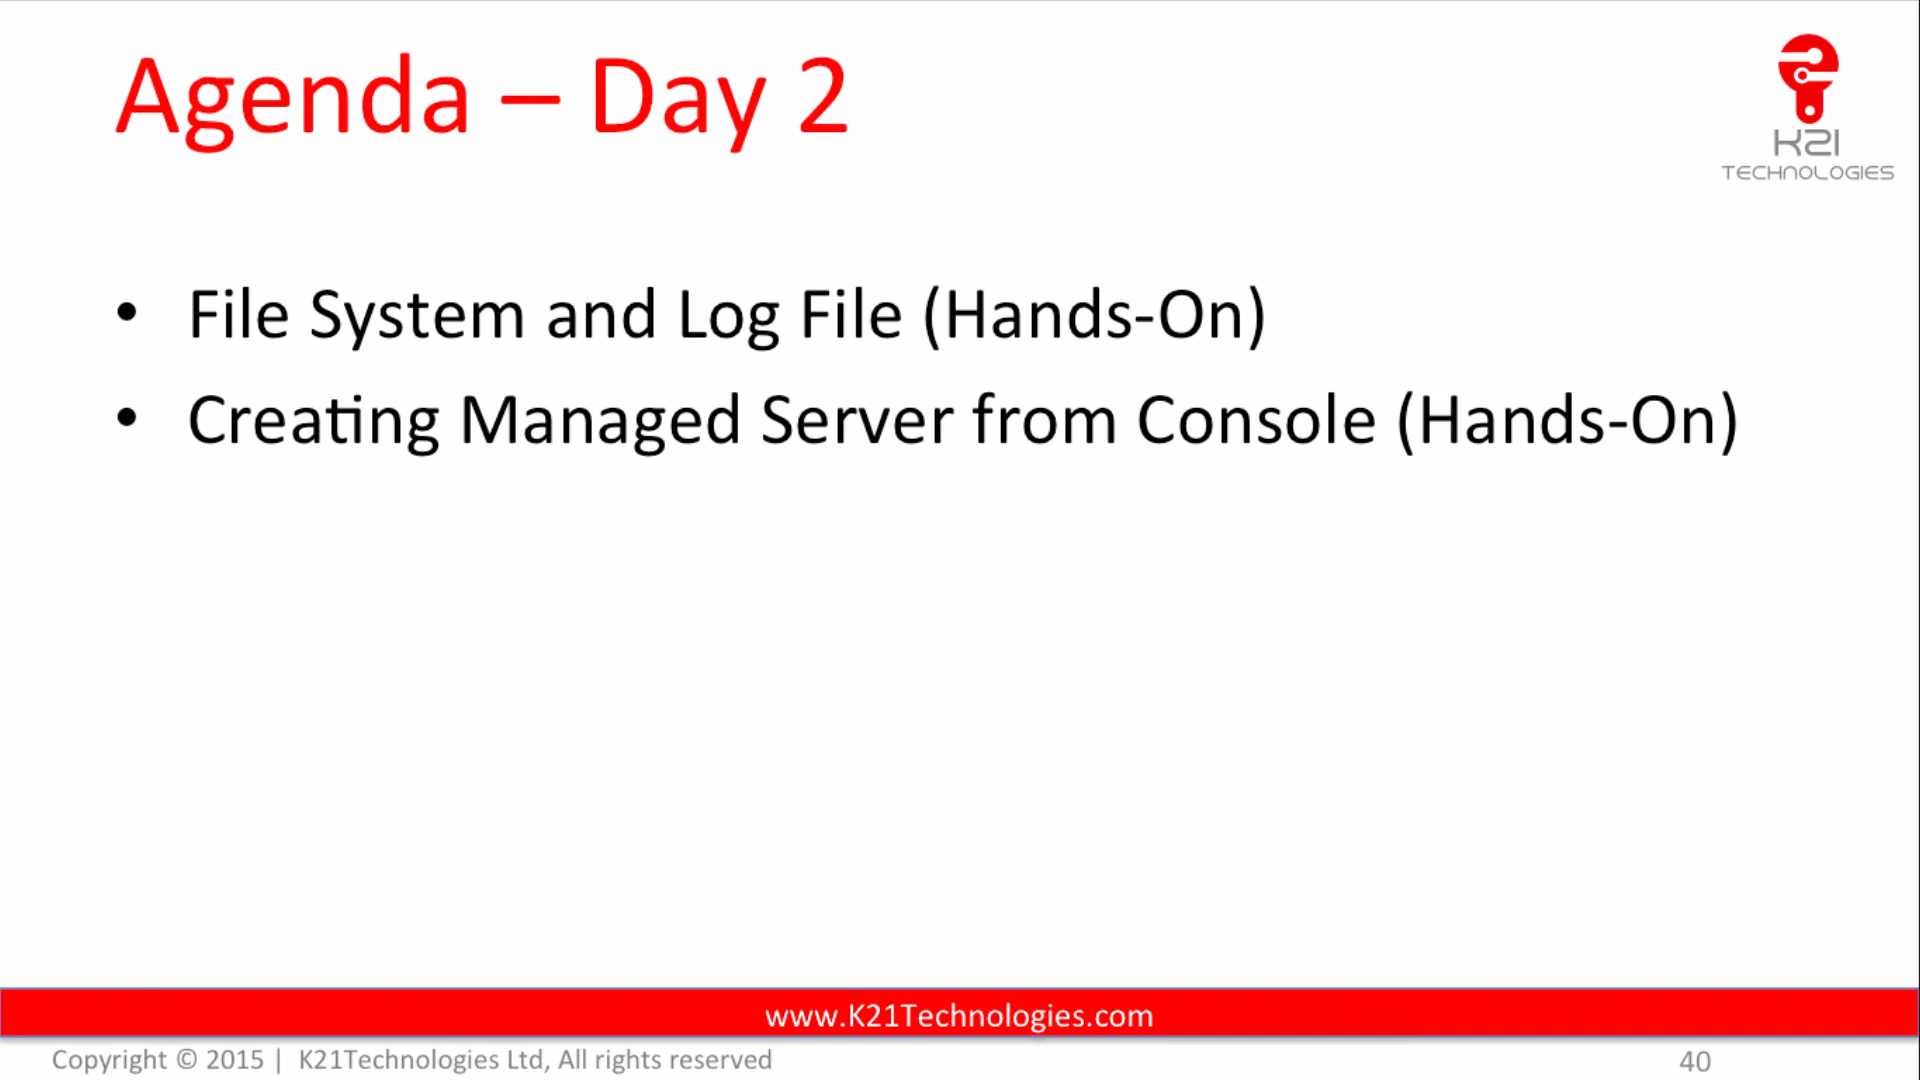 Agenda – Day 2
K21
TECHNOLOGIES
• File System and Log File (Hands-On)
• Creating Managed Server from Console (Hands-On)
www.K21Technologies.com
Copyright © 2015 | K21Technologies Ltd, All rights reserved
40